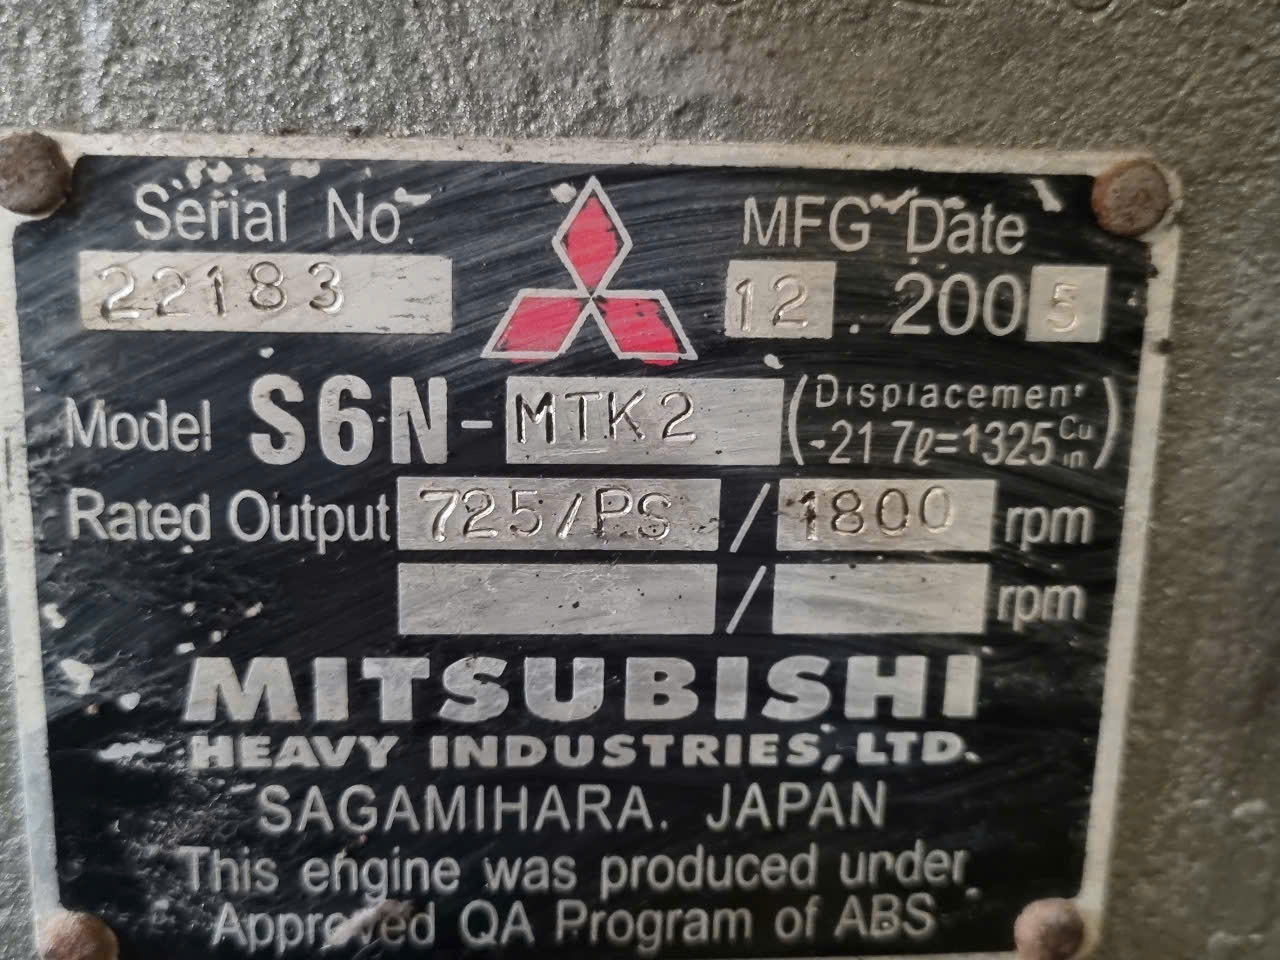 Serial No. MFG Date
22183 12.2005
Model S6N-MTK2 (Displacement
-21.7ℓ=1325 Cu in)
Rated Output 725/PS / 1800 rpm
/ rpm
MITSUBISHI
HEAVY INDUSTRIES, LTD.
SAGAMIHARA. JAPAN
This engine was produced under
Approved QA Program of ABS